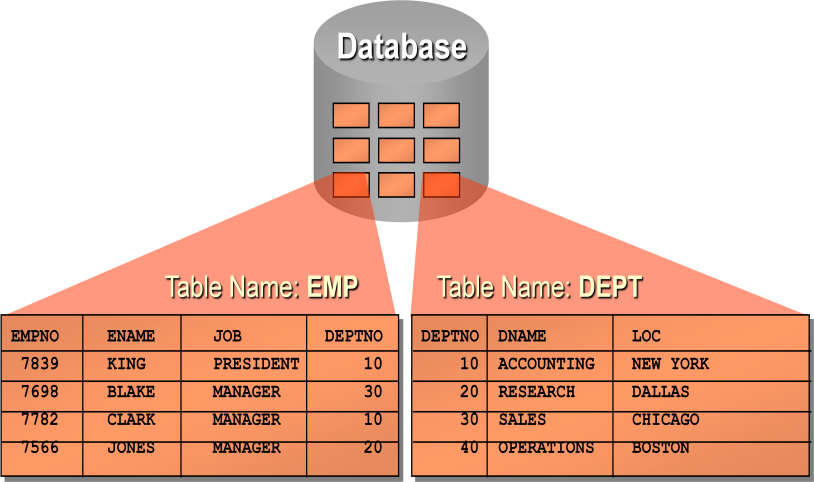 Database
Table Name: EMP
EMPNO ENAME JOB DEPTNO
7839 KING PRESIDENT 10
7698 BLAKE MANAGER 30
7782 CLARK MANAGER 10
7566 JONES MANAGER 20
Table Name: DEPT
DEPTNO DNAME LOC
10 ACCOUNTING NEW YORK
20 RESEARCH DALLAS
30 SALES CHICAGO
40 OPERATIONS BOSTON